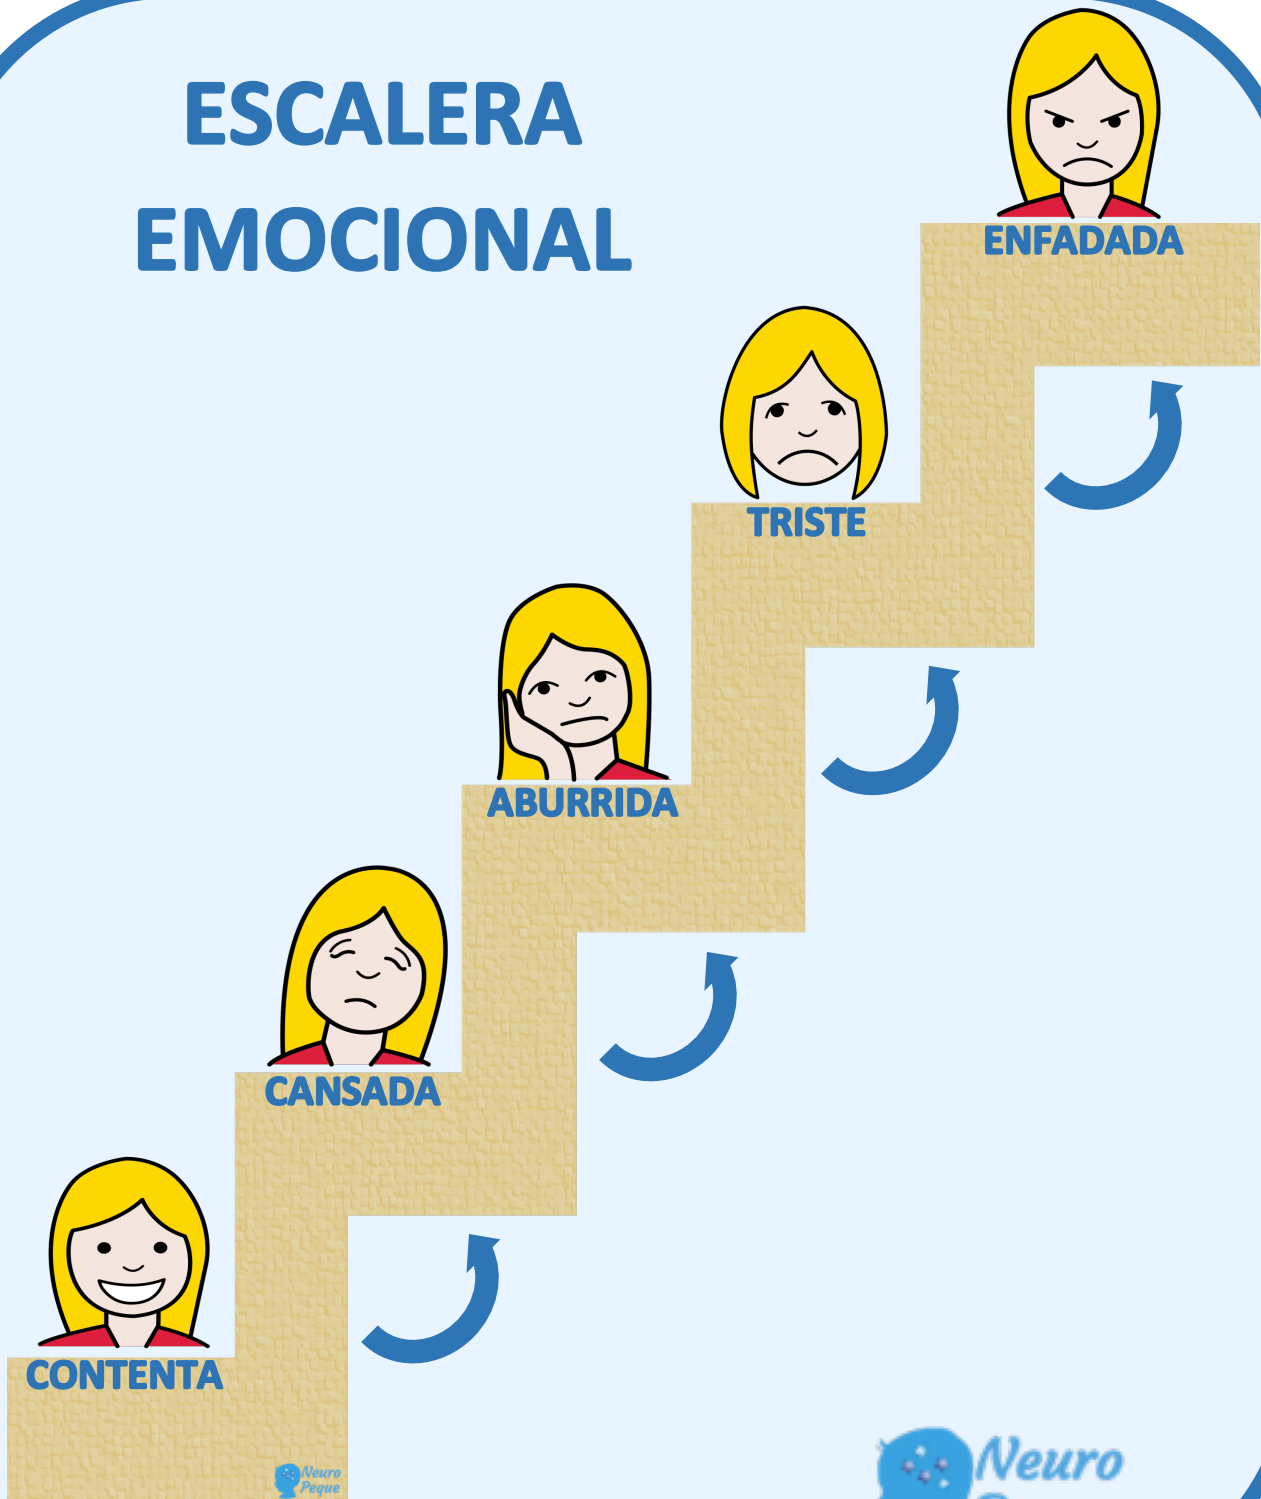 ESCALERA
EMOCIONAL
ENFADADA
TRISTE
ABURRIDA
CANSADA
CONTENTA
Neuro
Peque
Neuro